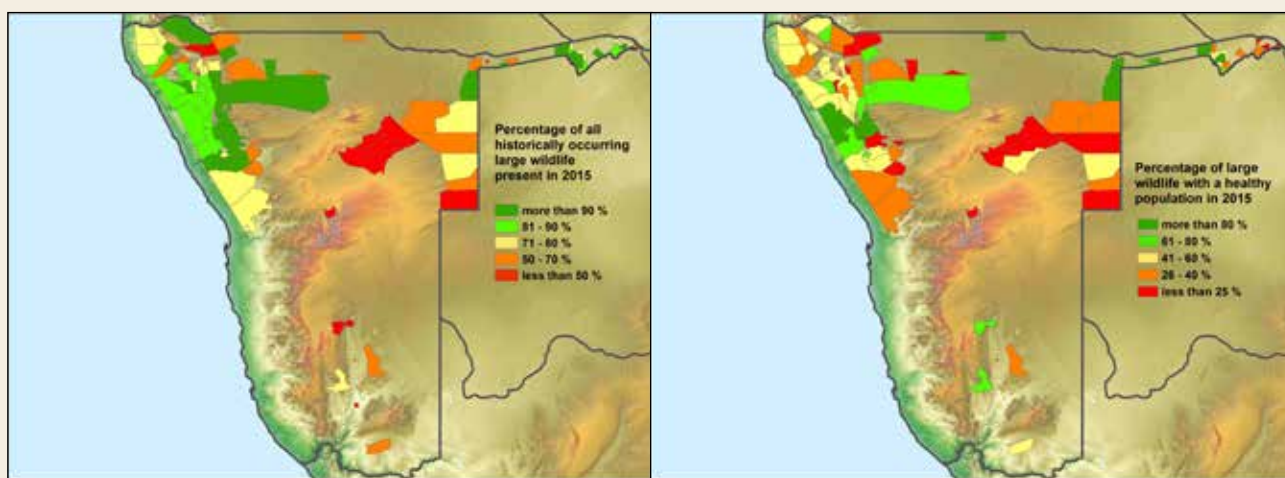 Percentage of all
historically occurring
large wildlife
present in 2015
more than 90 %
81 - 90 %
71 - 80 %
50 - 70 %
less than 50 %
Percentage of large
wildlife with a healthy
population in 2015
more than 80 %
61 - 80 %
41 - 60 %
26 - 40 %
less than 25 %